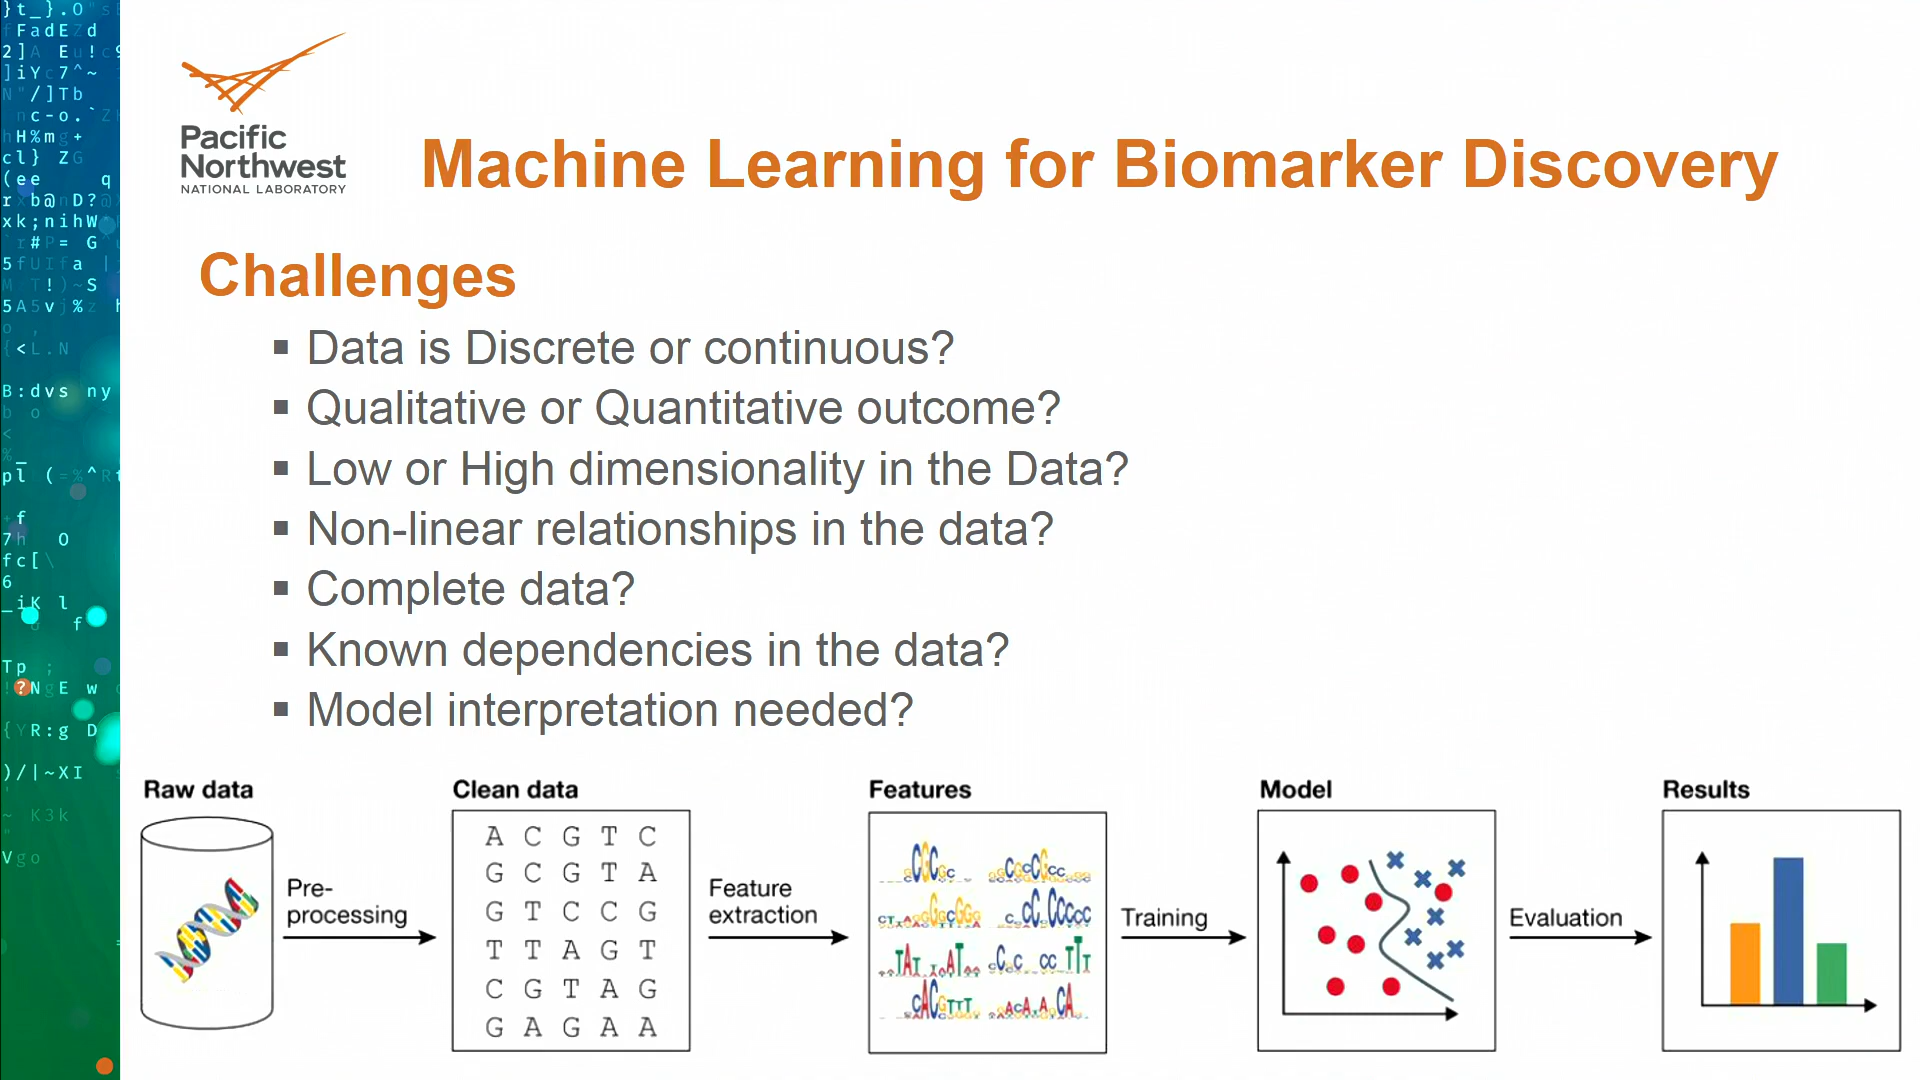 Pacific
Northwest
NATIONAL LABORATORY
Machine Learning for Biomarker Discovery
Challenges
▪ Data is Discrete or continuous?
▪ Qualitative or Quantitative outcome?
▪ Low or High dimensionality in the Data?
▪ Non-linear relationships in the data?
▪ Complete data?
▪ Known dependencies in the data?
▪ Model interpretation needed?
Raw data
Pre-
processing
Clean data
A C G T C
G C G T A
G T C C G
T T A G T
C G T A G
G A G A A
Feature
extraction
Features
Training
Model
Evaluation
Results